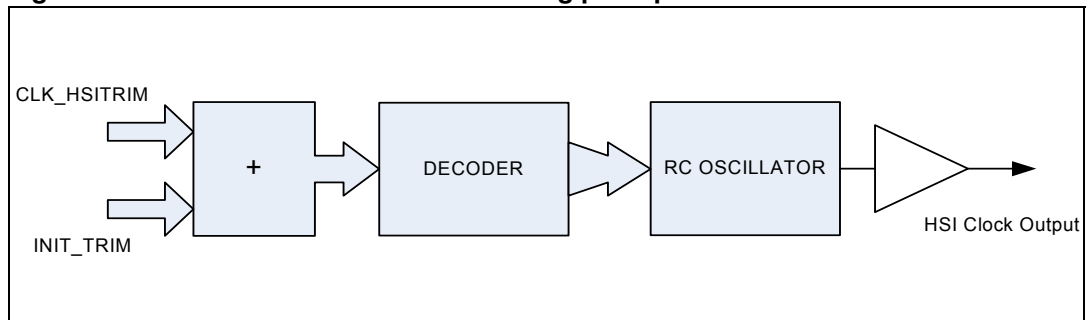 CLK_HSITRIM
+
DECODER
RC OSCILLATOR
INIT_TRIM
HSI Clock Output